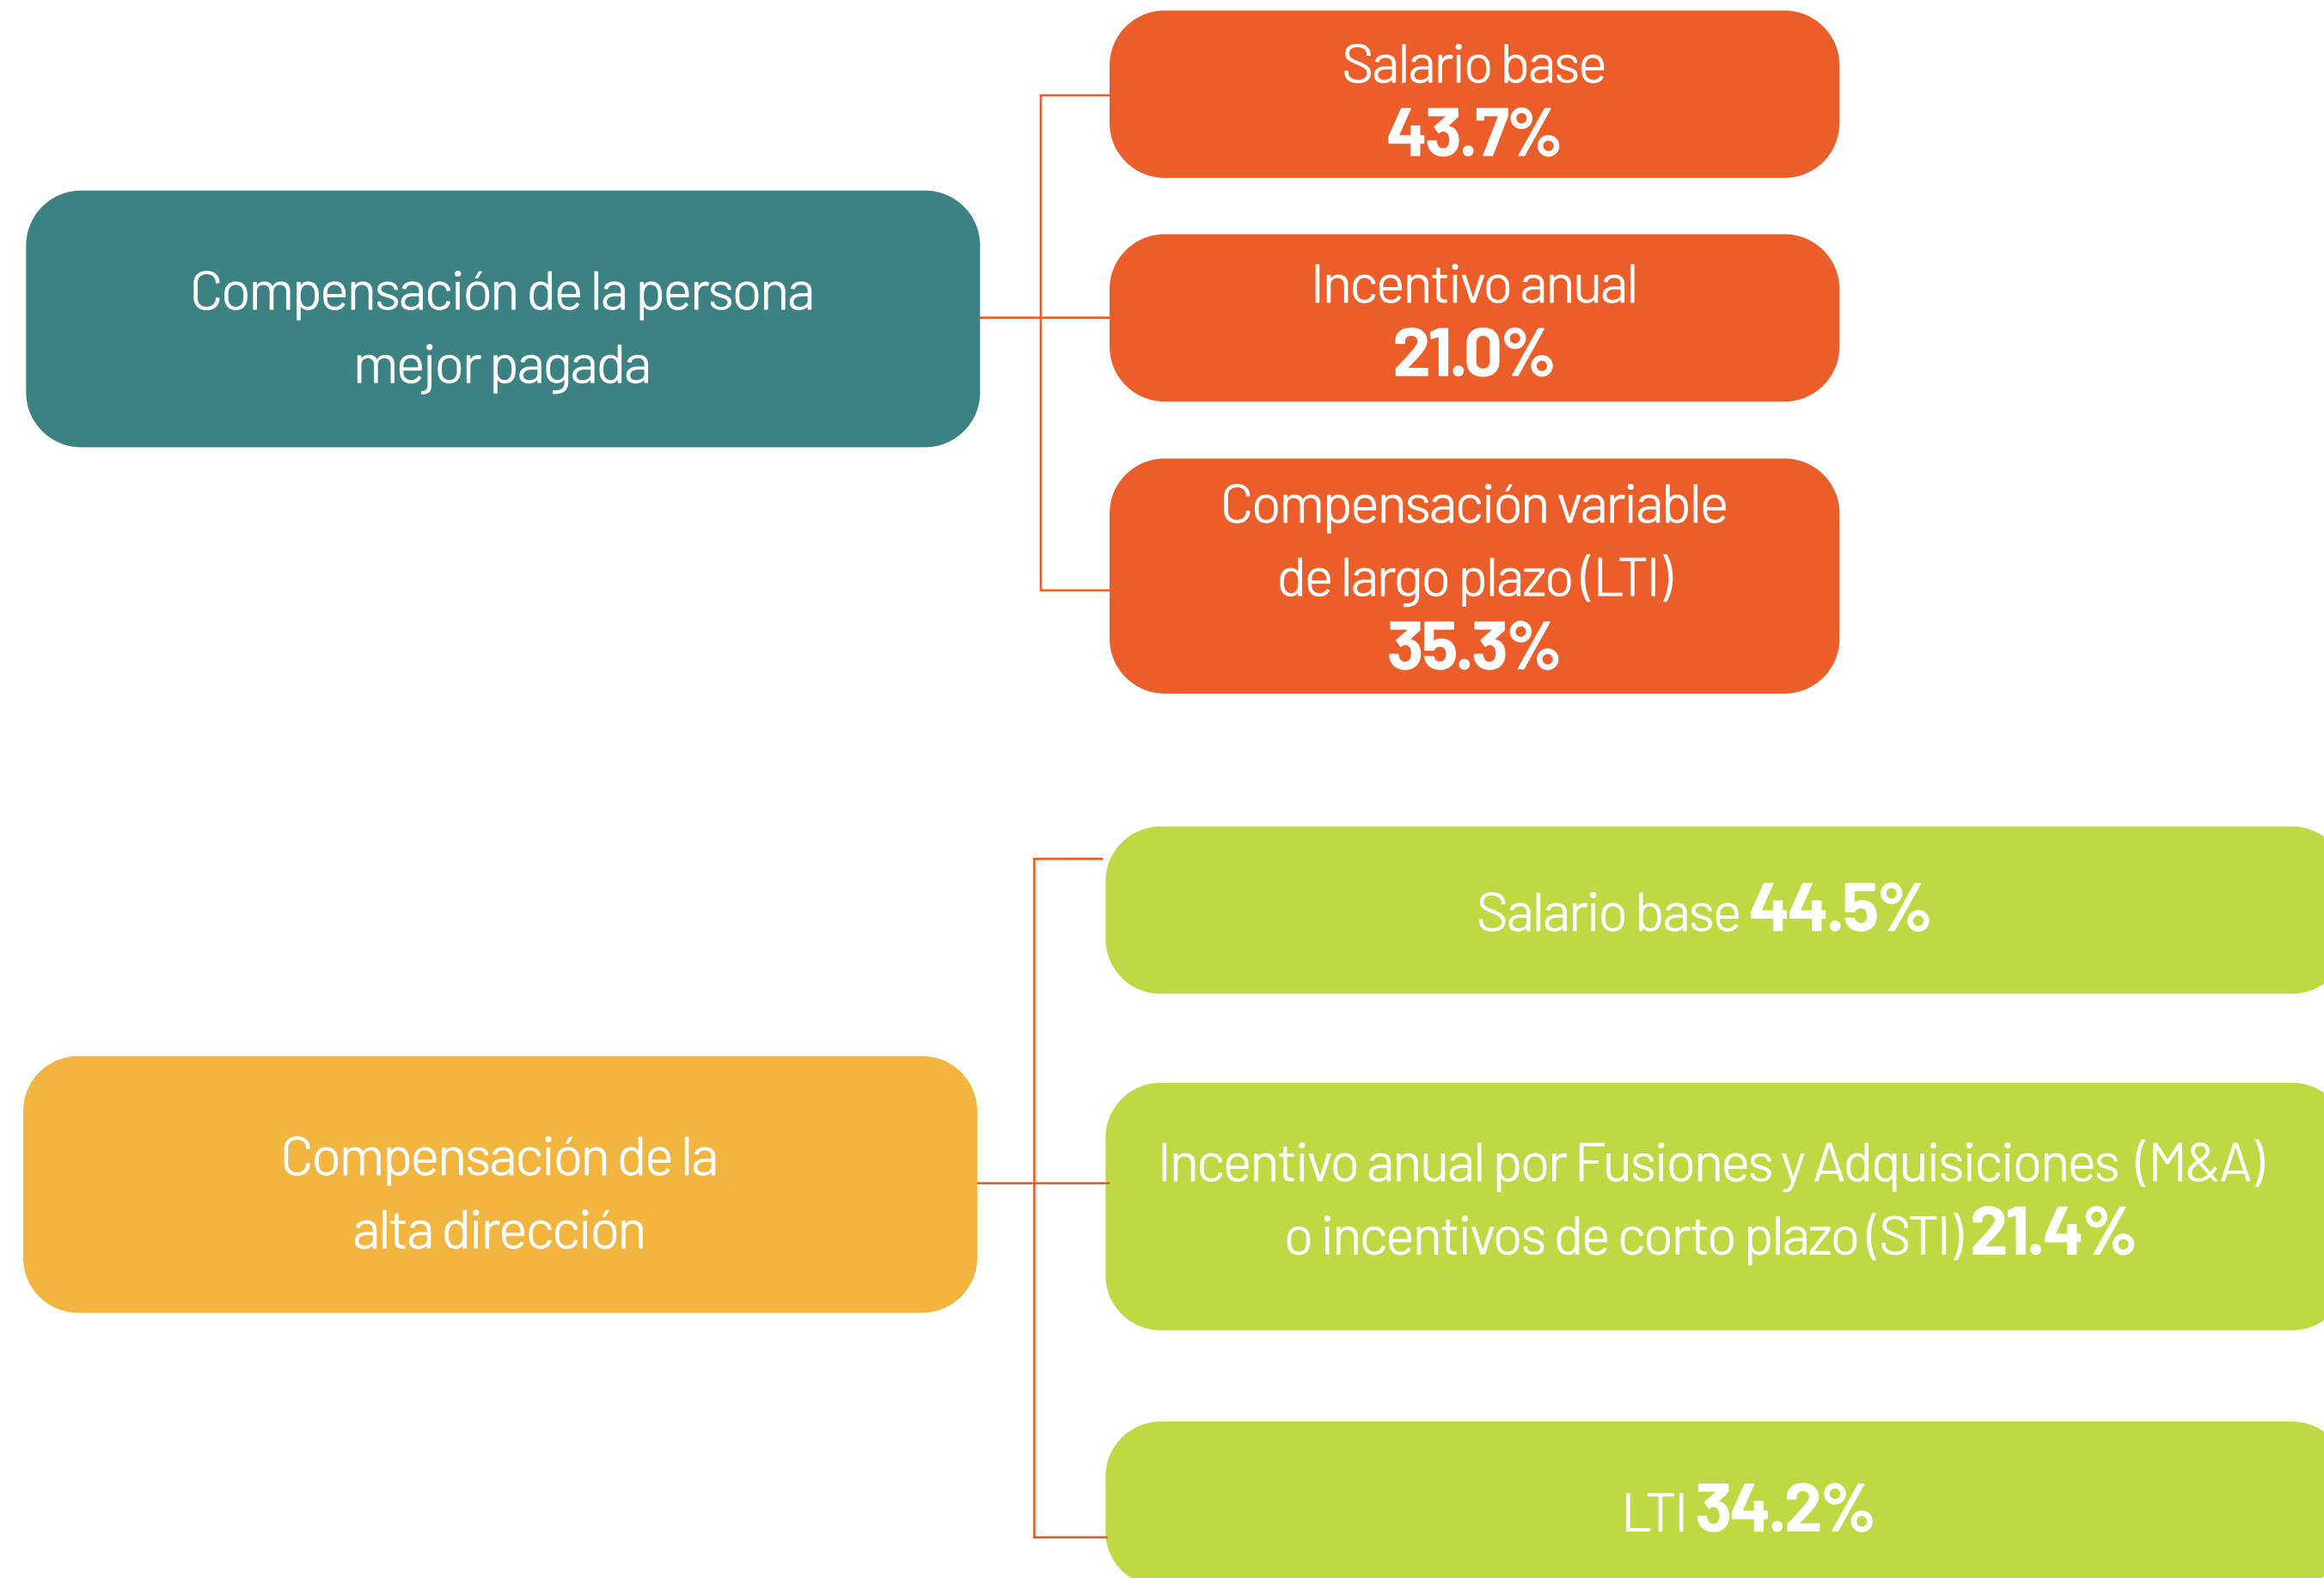 Compensación de la persona
mejor pagada
Salario base
43.7%
Incentivo anual
21.0%
Compensación variable
de largo plazo (LTI)
35.3%
Compensación de la
alta dirección
Salario base 44.5%
Incentivo anual por Fusiones y Adquisiciones (M&A)
o incentivos de corto plazo (STI) 21.4%
LTI 34.2%